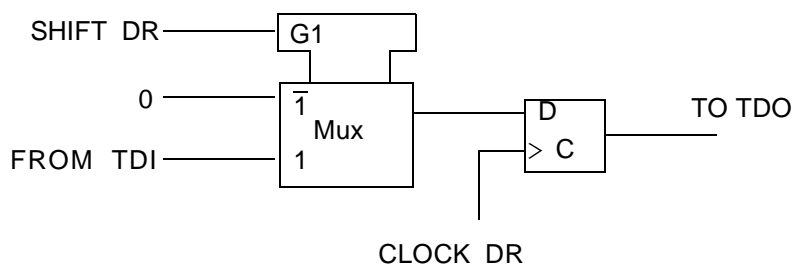 SHIFT DR
G1
0
1̅
Mux
FROM TDI
1
D
C
TO TDO
CLOCK DR